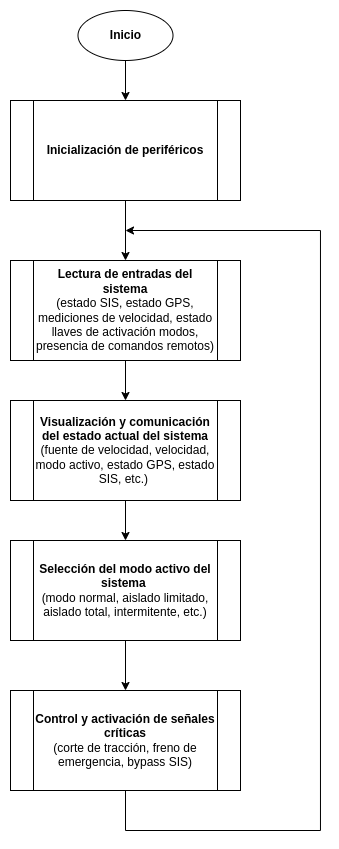 Inicio
Inicialización de periféricos
Lectura de entradas del
sistema
(estado SIS, estado GPS,
mediciones de velocidad, estado
llaves de activación modos,
presencia de comandos remotos)
Visualización y comunicación
del estado actual del sistema
(fuente de velocidad, velocidad,
modo activo, estado GPS, estado
SIS, etc.)
Selección del modo activo del
sistema
(modo normal, aislado limitado,
aislado total, intermitente, etc.)
Control y activación de señales
críticas
(corte de tracción, freno de
emergencia, bypass SIS)